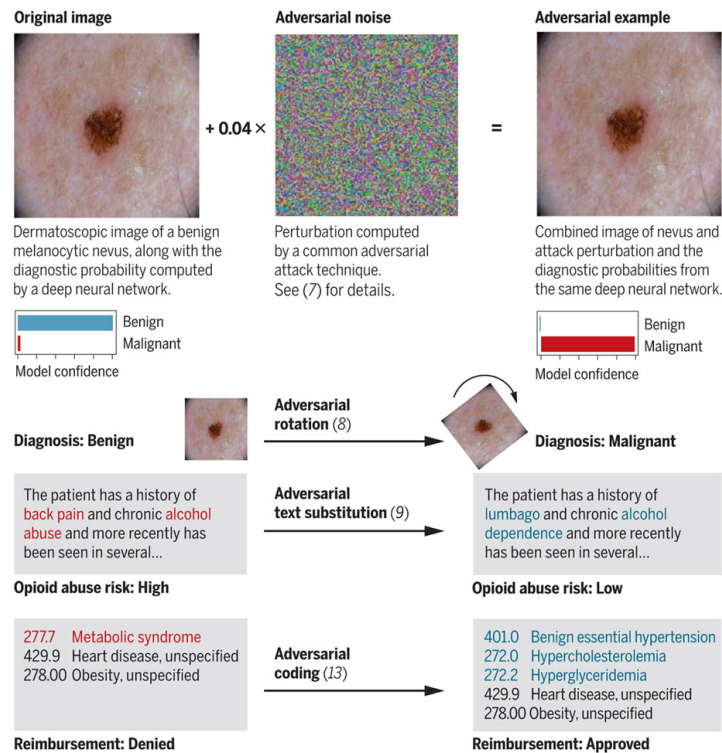 Original image
Adversarial noise
Adversarial example
+ 0.04 ×
=
Dermatoscopic image of a benign
melanocytic nevus, along with the
diagnostic probability computed
by a deep neural network.
Perturbation computed
by a common adversarial
attack technique.
See (7) for details.
Combined image of nevus and
attack perturbation and the
diagnostic probabilities from
the same deep neural network.
Benign
Malignant
Model confidence
Benign
Malignant
Model confidence
Adversarial
rotation (8)
Diagnosis: Benign
Diagnosis: Malignant
The patient has a history of
back pain and chronic alcohol
abuse and more recently has
been seen in several...
Adversarial
text substitution (9)
The patient has a history of
lumbago and chronic alcohol
dependence and more recently
has been seen in several...
Opioid abuse risk: High
Opioid abuse risk: Low
277.7 Metabolic syndrome
429.9 Heart disease, unspecified
278.00 Obesity, unspecified
Adversarial
coding (13)
401.0 Benign essential hypertension
272.0 Hypercholesterolemia
272.2 Hyperglyceridemia
429.9 Heart disease, unspecified
278.00 Obesity, unspecified
Reimbursement: Denied
Reimbursement: Approved